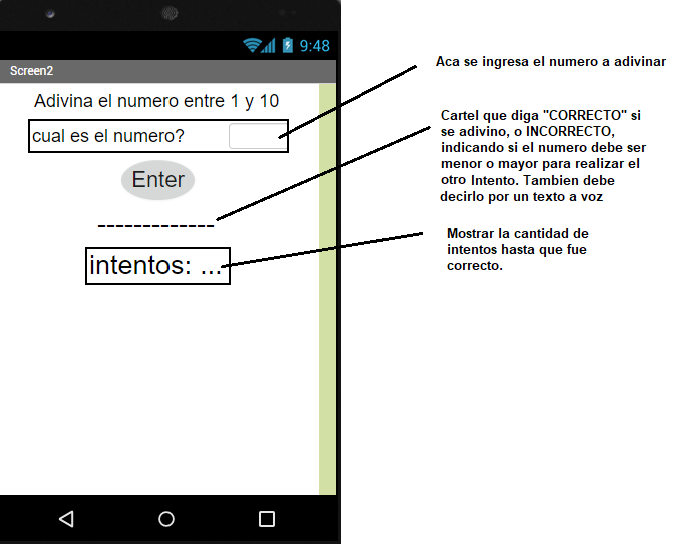 9:48
Screen2
Adivina el numero entre 1 y 10
cual es el numero?
Enter
-------------
intentos: ...
Aca se ingresa el numero a adivinar
Cartel que diga "CORRECTO" si
se adivino, o INCORRECTO,
indicando si el numero debe ser
menor o mayor para realizar el
otro Intento. Tambien debe
decirlo por un texto a voz
Mostrar la cantidad de
intentos hasta que fue
correcto.